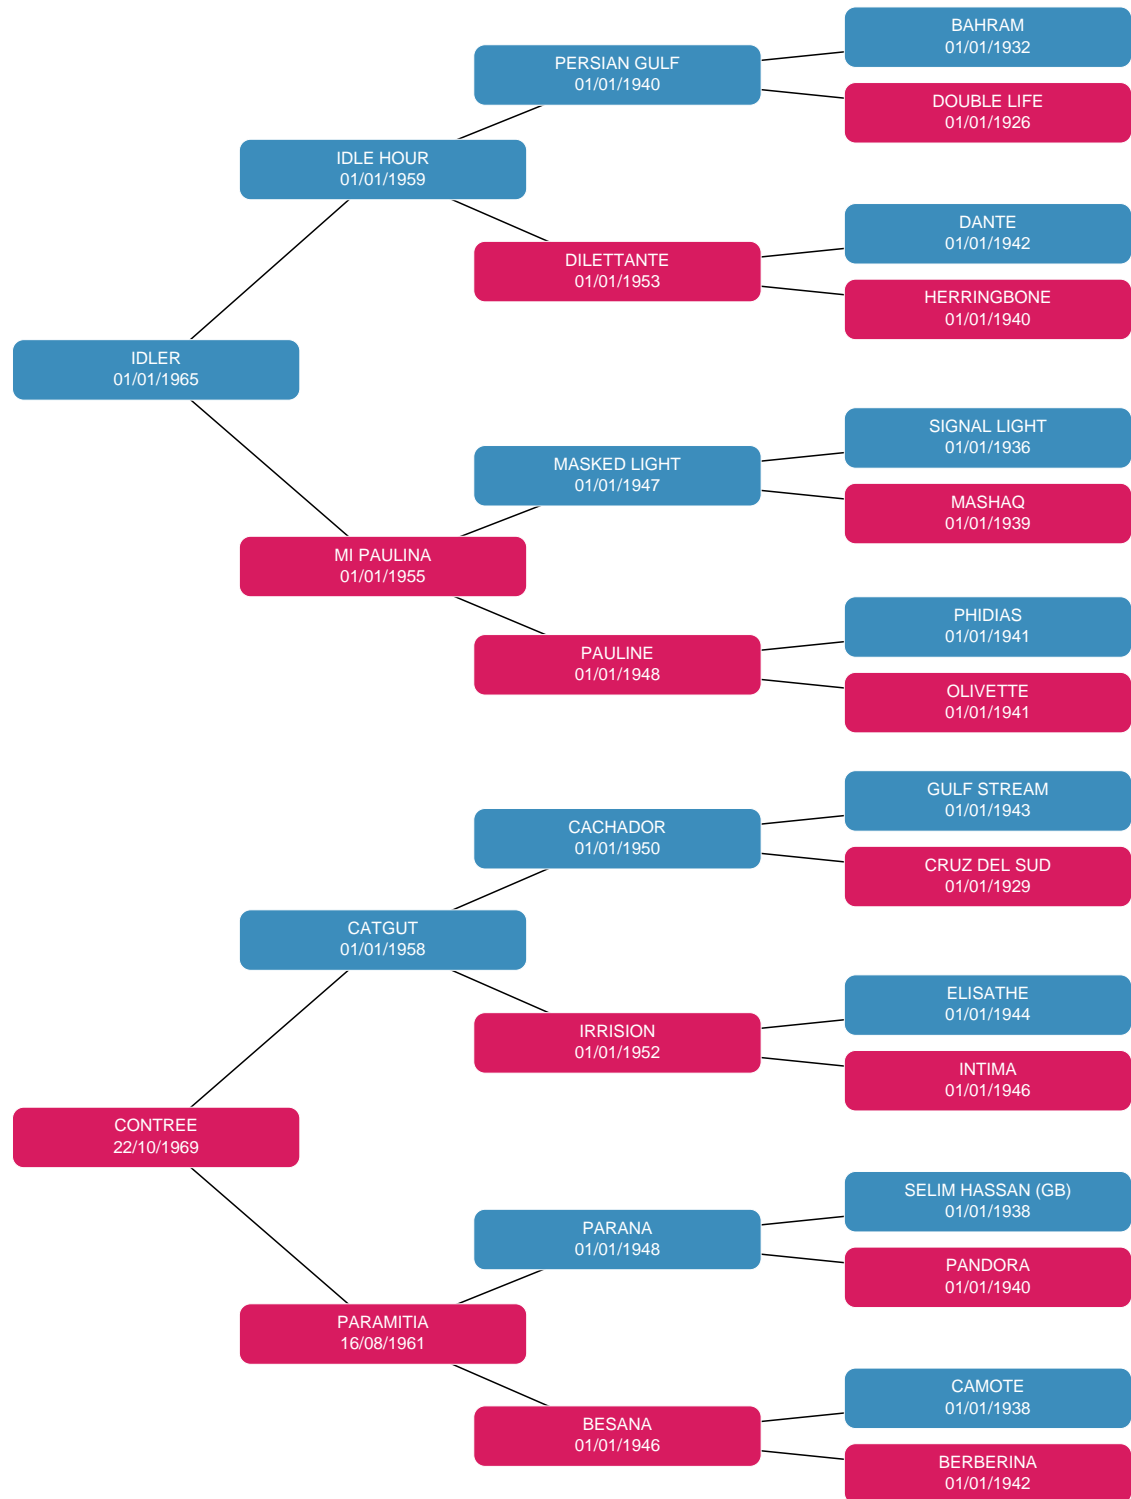 BAHRAM
01/01/1932
PERSIAN GULF
01/01/1940
DOUBLE LIFE
01/01/1926
IDLE HOUR
01/01/1959
DANTE
01/01/1942
DILETTANTE
01/01/1953
HERRINGBONE
01/01/1940
IDLER
01/01/1965
SIGNAL LIGHT
01/01/1936
MASKED LIGHT
01/01/1947
MASHAQ
01/01/1939
MI PAULINA
01/01/1955
PHIDIAS
01/01/1941
PAULINE
01/01/1948
OLIVETTE
01/01/1941
GULF STREAM
01/01/1943
CACHADOR
01/01/1950
CRUZ DEL SUD
01/01/1929
CATGUT
01/01/1958
ELISATHE
01/01/1944
IRRISION
01/01/1952
INTIMA
01/01/1946
CONTREE
22/10/1969
SELIM HASSAN (GB)
01/01/1938
PARANA
01/01/1948
PANDORA
01/01/1940
PARAMITIA
16/08/1961
CAMOTE
01/01/1938
BESANA
01/01/1946
BERBERINA
01/01/1942